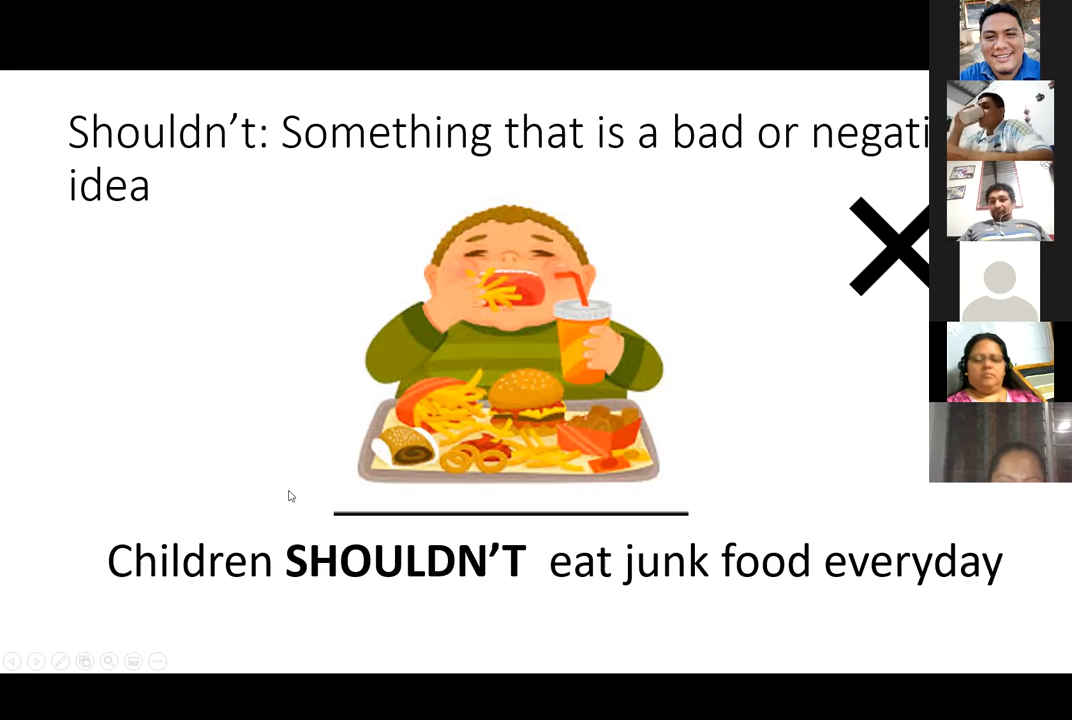 Shouldn’t: Something that is a bad or negati
idea
Children SHOULDN’T eat junk food everyday